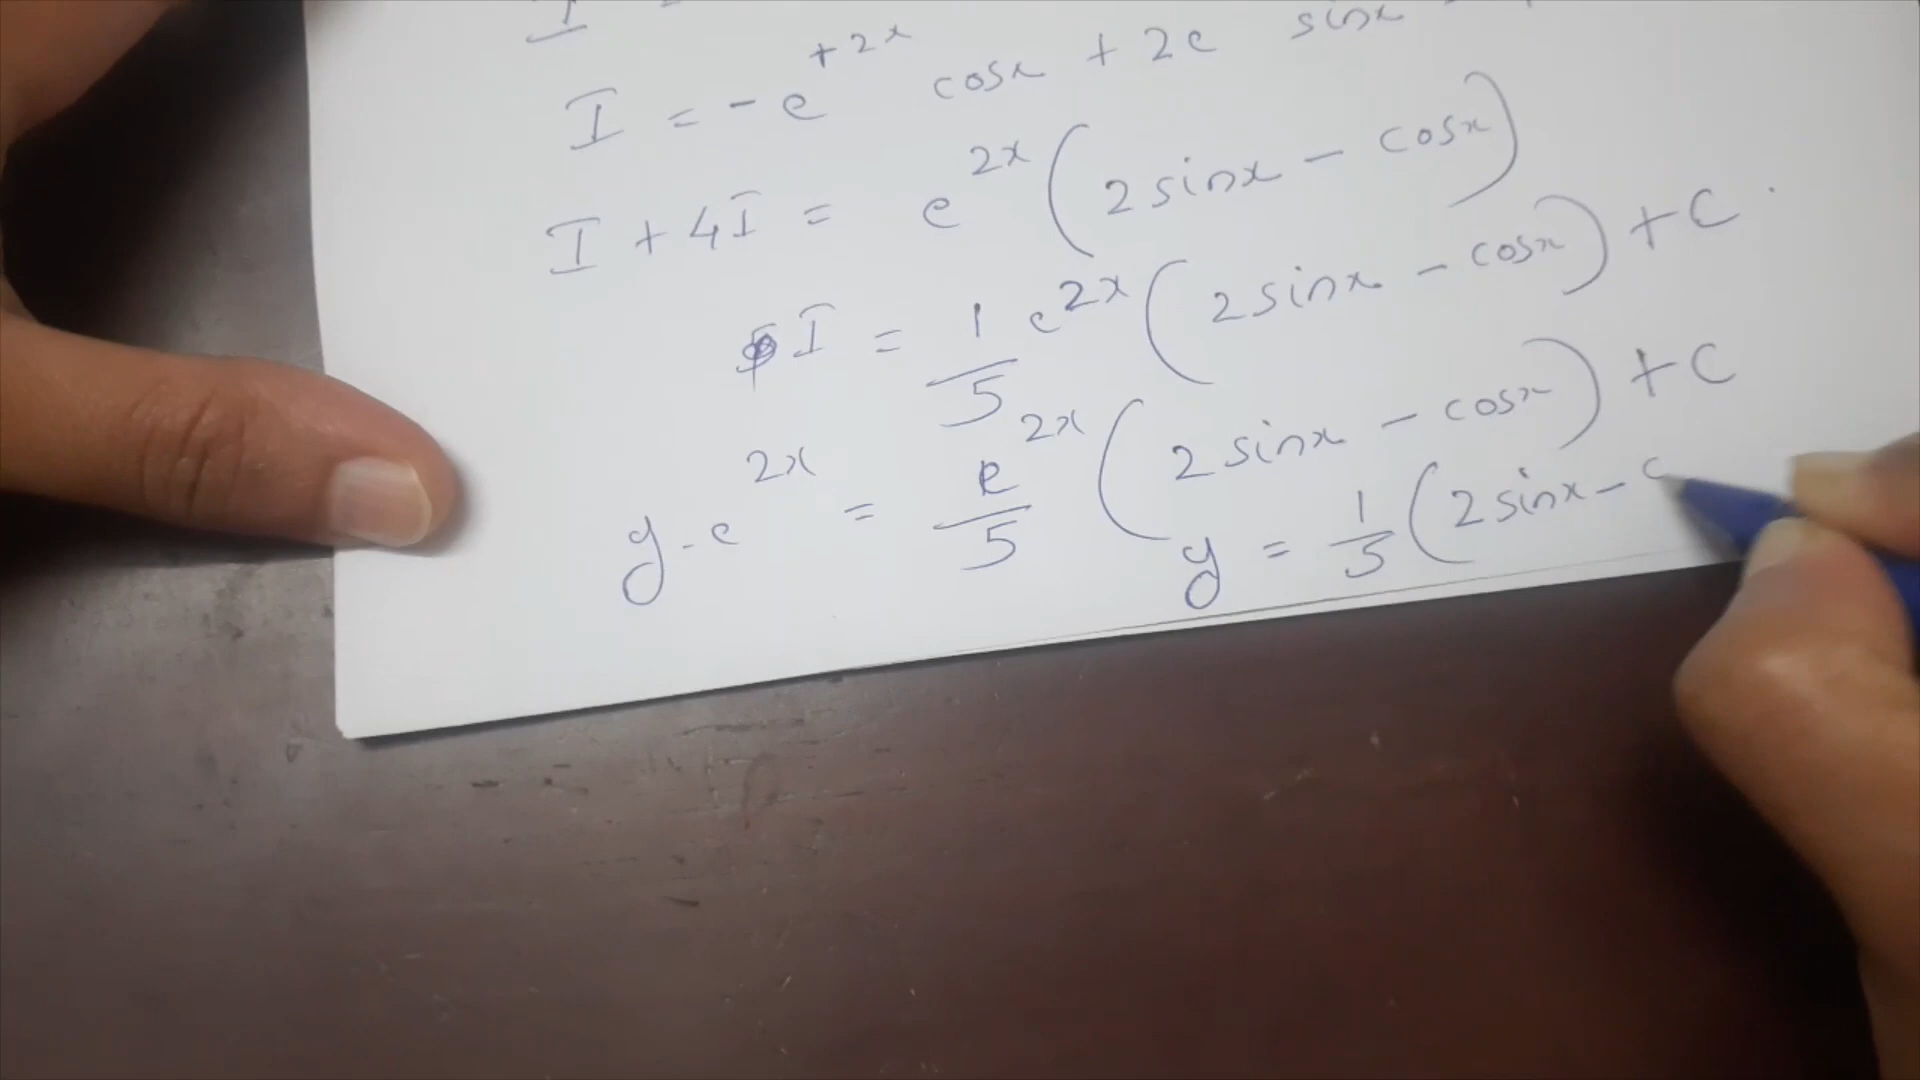 I
I = - e^{+2x} cosx + 2e sinx -
I + 4I = e^{2x} (2sinx - cosx)
I = 1/5 e^{2x} (2sinx - cosx) + C.
y - e^{2x} = e^{2x}/5 (2sinx - cosx) + C
y = 1/5 (2sinx - c